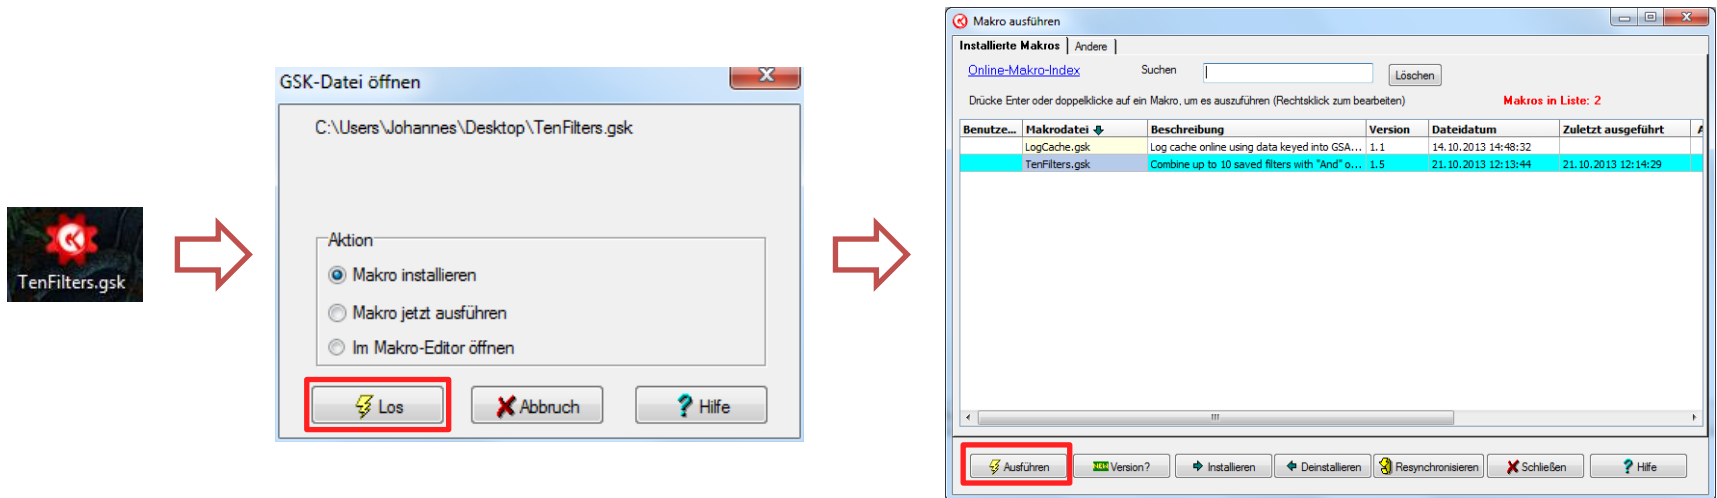 TenFilters.gsk
GSK-Datei öffnen
C:\Users\Johannes\Desktop\TenFilters.gsk
Aktion
Makro installieren
Makro jetzt ausführen
Im Makro-Editor öffnen
Los Abbruch Hilfe
Makro ausführen
Installierte Makros Andere
Online-Makro-Index Suchen Löschen
Drücke Enter oder doppelklicke auf ein Makro, um es auszuführen (Rechtsklick zum bearbeiten) Makros in Liste: 2
Benutze... Makrodatei Beschreibung Version Dateidatum Zuletzt ausgeführt
LogCache.gsk Log cache online using data keyed into GSA... 1.1 14.10.2013 14:48:32
TenFilters.gsk Combine up to 10 saved filters with "And" o... 1.5 21.10.2013 12:13:44 21.10.2013 12:14:29
Ausführen NEW Version? Installieren Deinstallieren Resynchronisieren Schließen Hilfe